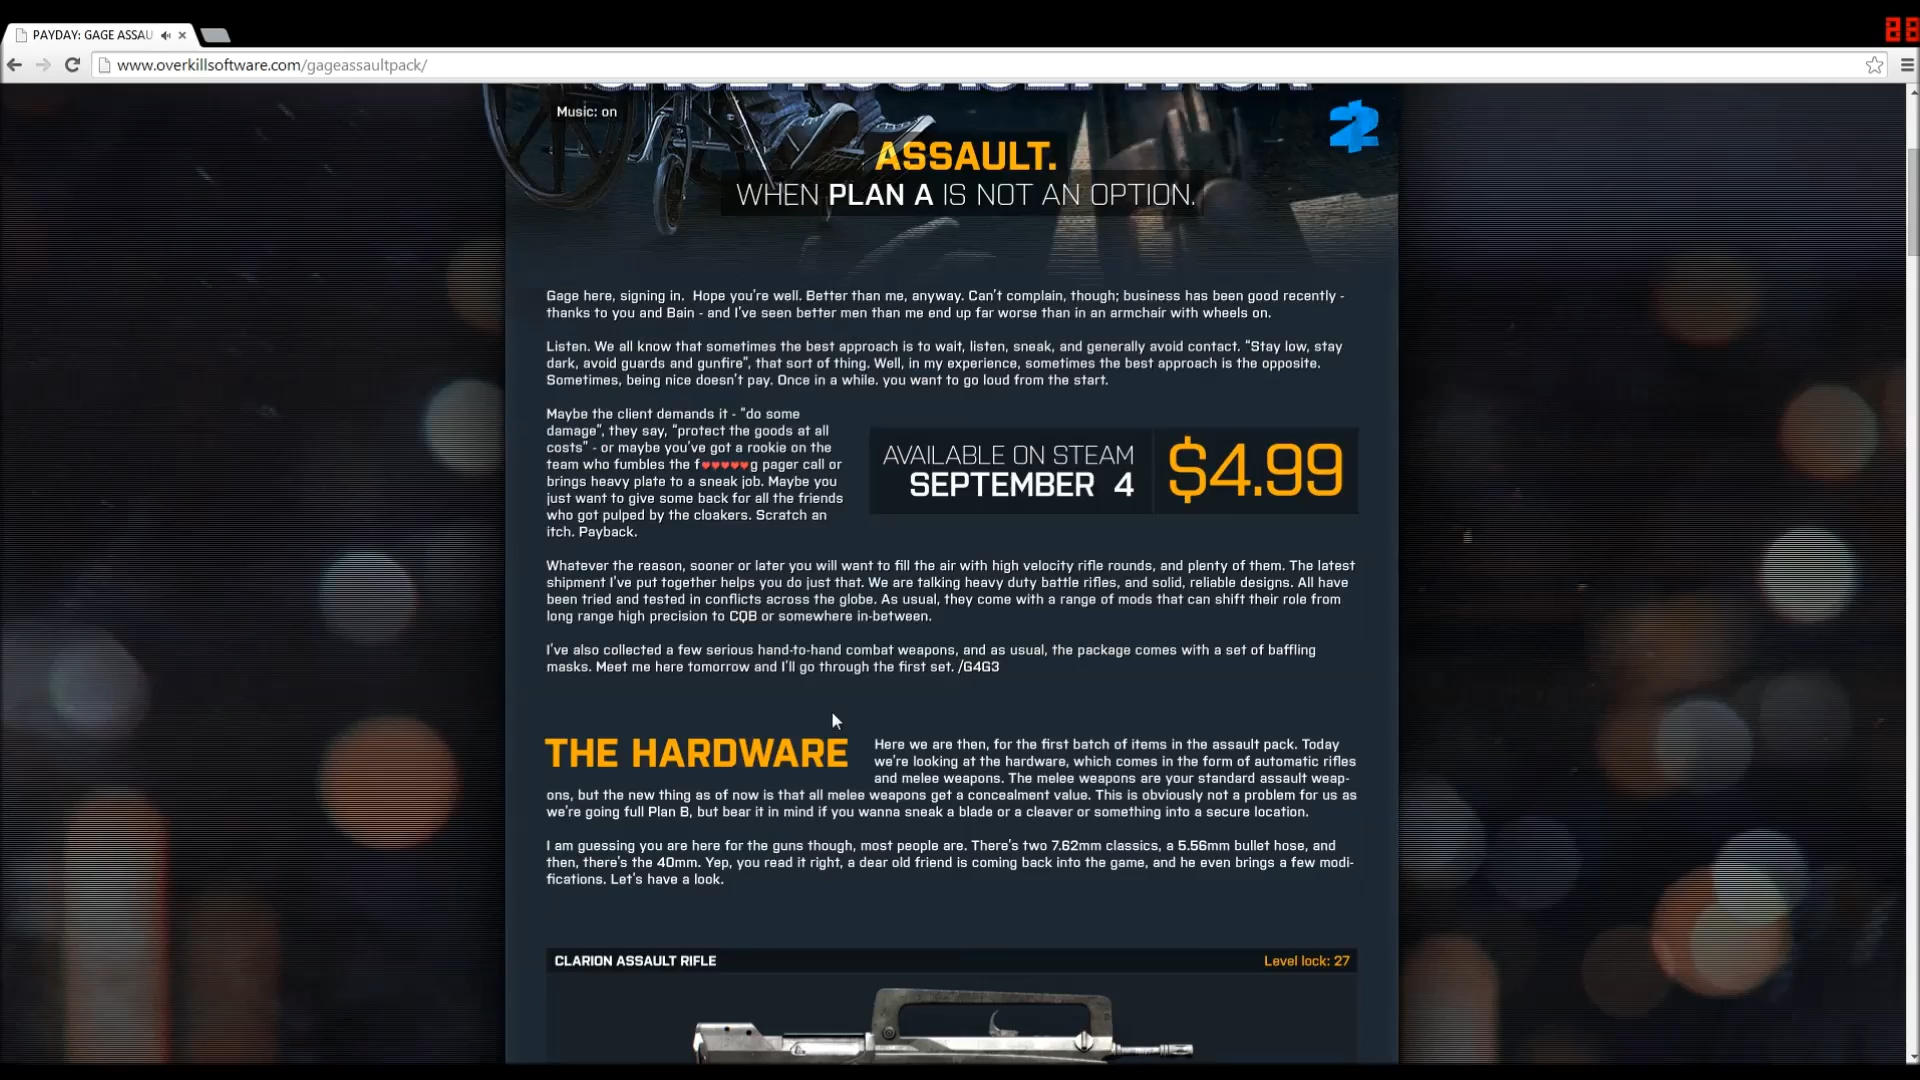 PAYDAY: GAGE ASSAU
28
www.overkillsoftware.com/gageassaultpack/
Music: on
2
ASSAULT.
WHEN PLAN A IS NOT AN OPTION.
Gage here, signing in. Hope you're well. Better than me, anyway. Can't complain, though; business has been good recently -
thanks to you and Bain - and I've seen better men than me end up far worse than in an armchair with wheels on.
Listen. We all know that sometimes the best approach is to wait, listen, sneak, and generally avoid contact. "Stay low, stay
dark, avoid guards and gunfire", that sort of thing. Well, in my experience, sometimes the best approach is the opposite.
Sometimes, being nice doesn't pay. Once in a while. you want to go loud from the start.
Maybe the client demands it - "do some
damage", they say, "protect the goods at all
costs" - or maybe you've got a rookie on the
team who fumbles the f♥♥♥♥♥g pager call or
brings heavy plate to a sneak job. Maybe you
just want to give some back for all the friends
who got pulped by the cloakers. Scratch an
itch. Payback.
AVAILABLE ON STEAM
SEPTEMBER 4
$4.99
Whatever the reason, sooner or later you will want to fill the air with high velocity rifle rounds, and plenty of them. The latest
shipment I've put together helps you do just that. We are talking heavy duty battle rifles, and solid, reliable designs. All have
been tried and tested in conflicts across the globe. As usual, they come with a range of mods that can shift their role from
long range high precision to CQB or somewhere in-between.
I've also collected a few serious hand-to-hand combat weapons, and as usual, the package comes with a set of baffling
masks. Meet me here tomorrow and I'll go through the first set. /G4G3
THE HARDWARE
Here we are then, for the first batch of items in the assault pack. Today
we're looking at the hardware, which comes in the form of automatic rifles
and melee weapons. The melee weapons are your standard assault weap-
ons, but the new thing as of now is that all melee weapons get a concealment value. This is obviously not a problem for us as
we're going full Plan B, but bear it in mind if you wanna sneak a blade or a cleaver or something into a secure location.
I am guessing you are here for the guns though, most people are. There's two 7.62mm classics, a 5.56mm bullet hose, and
then, there's the 40mm. Yep, you read it right, a dear old friend is coming back into the game, and he even brings a few modi-
fications. Let's have a look.
CLARION ASSAULT RIFLE
Level lock: 27